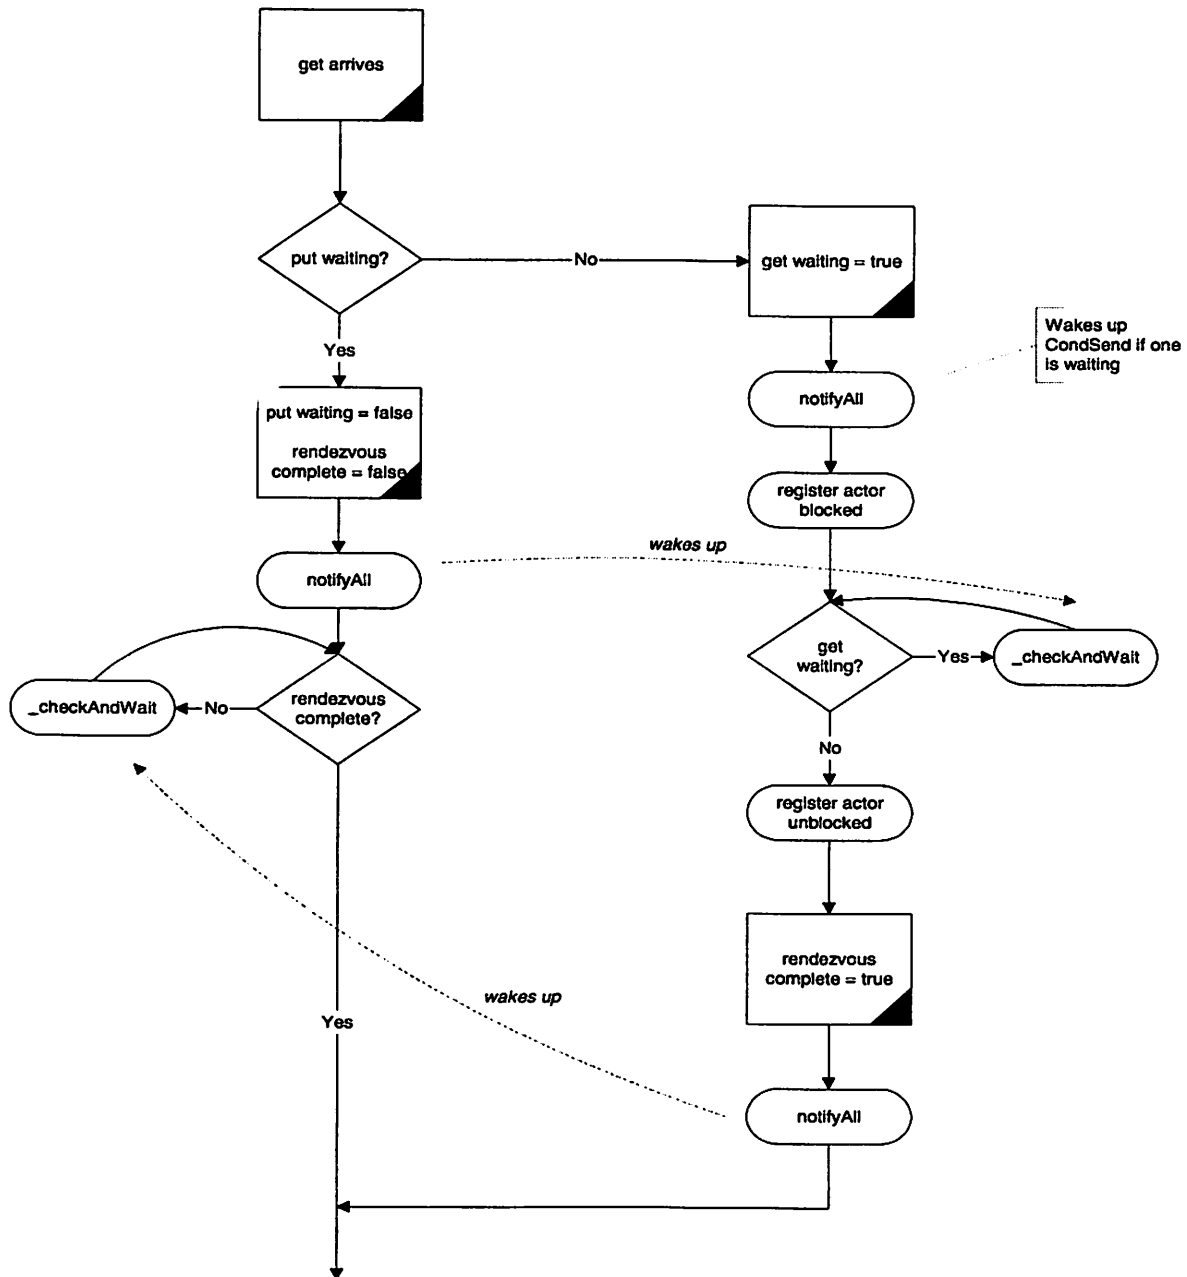 get arrives
put waiting?
No
get waiting = true
Wakes up
CondSend if one
is waiting
Yes
notifyAll
put waiting = false
rendezvous
complete = false
register actor
blocked
wakes up
notifyAll
get
waiting?
Yes
_checkAndWait
_checkAndWait
No
rendezvous
complete?
No
register actor
unblocked
rendezvous
complete = true
wakes up
Yes
notifyAll